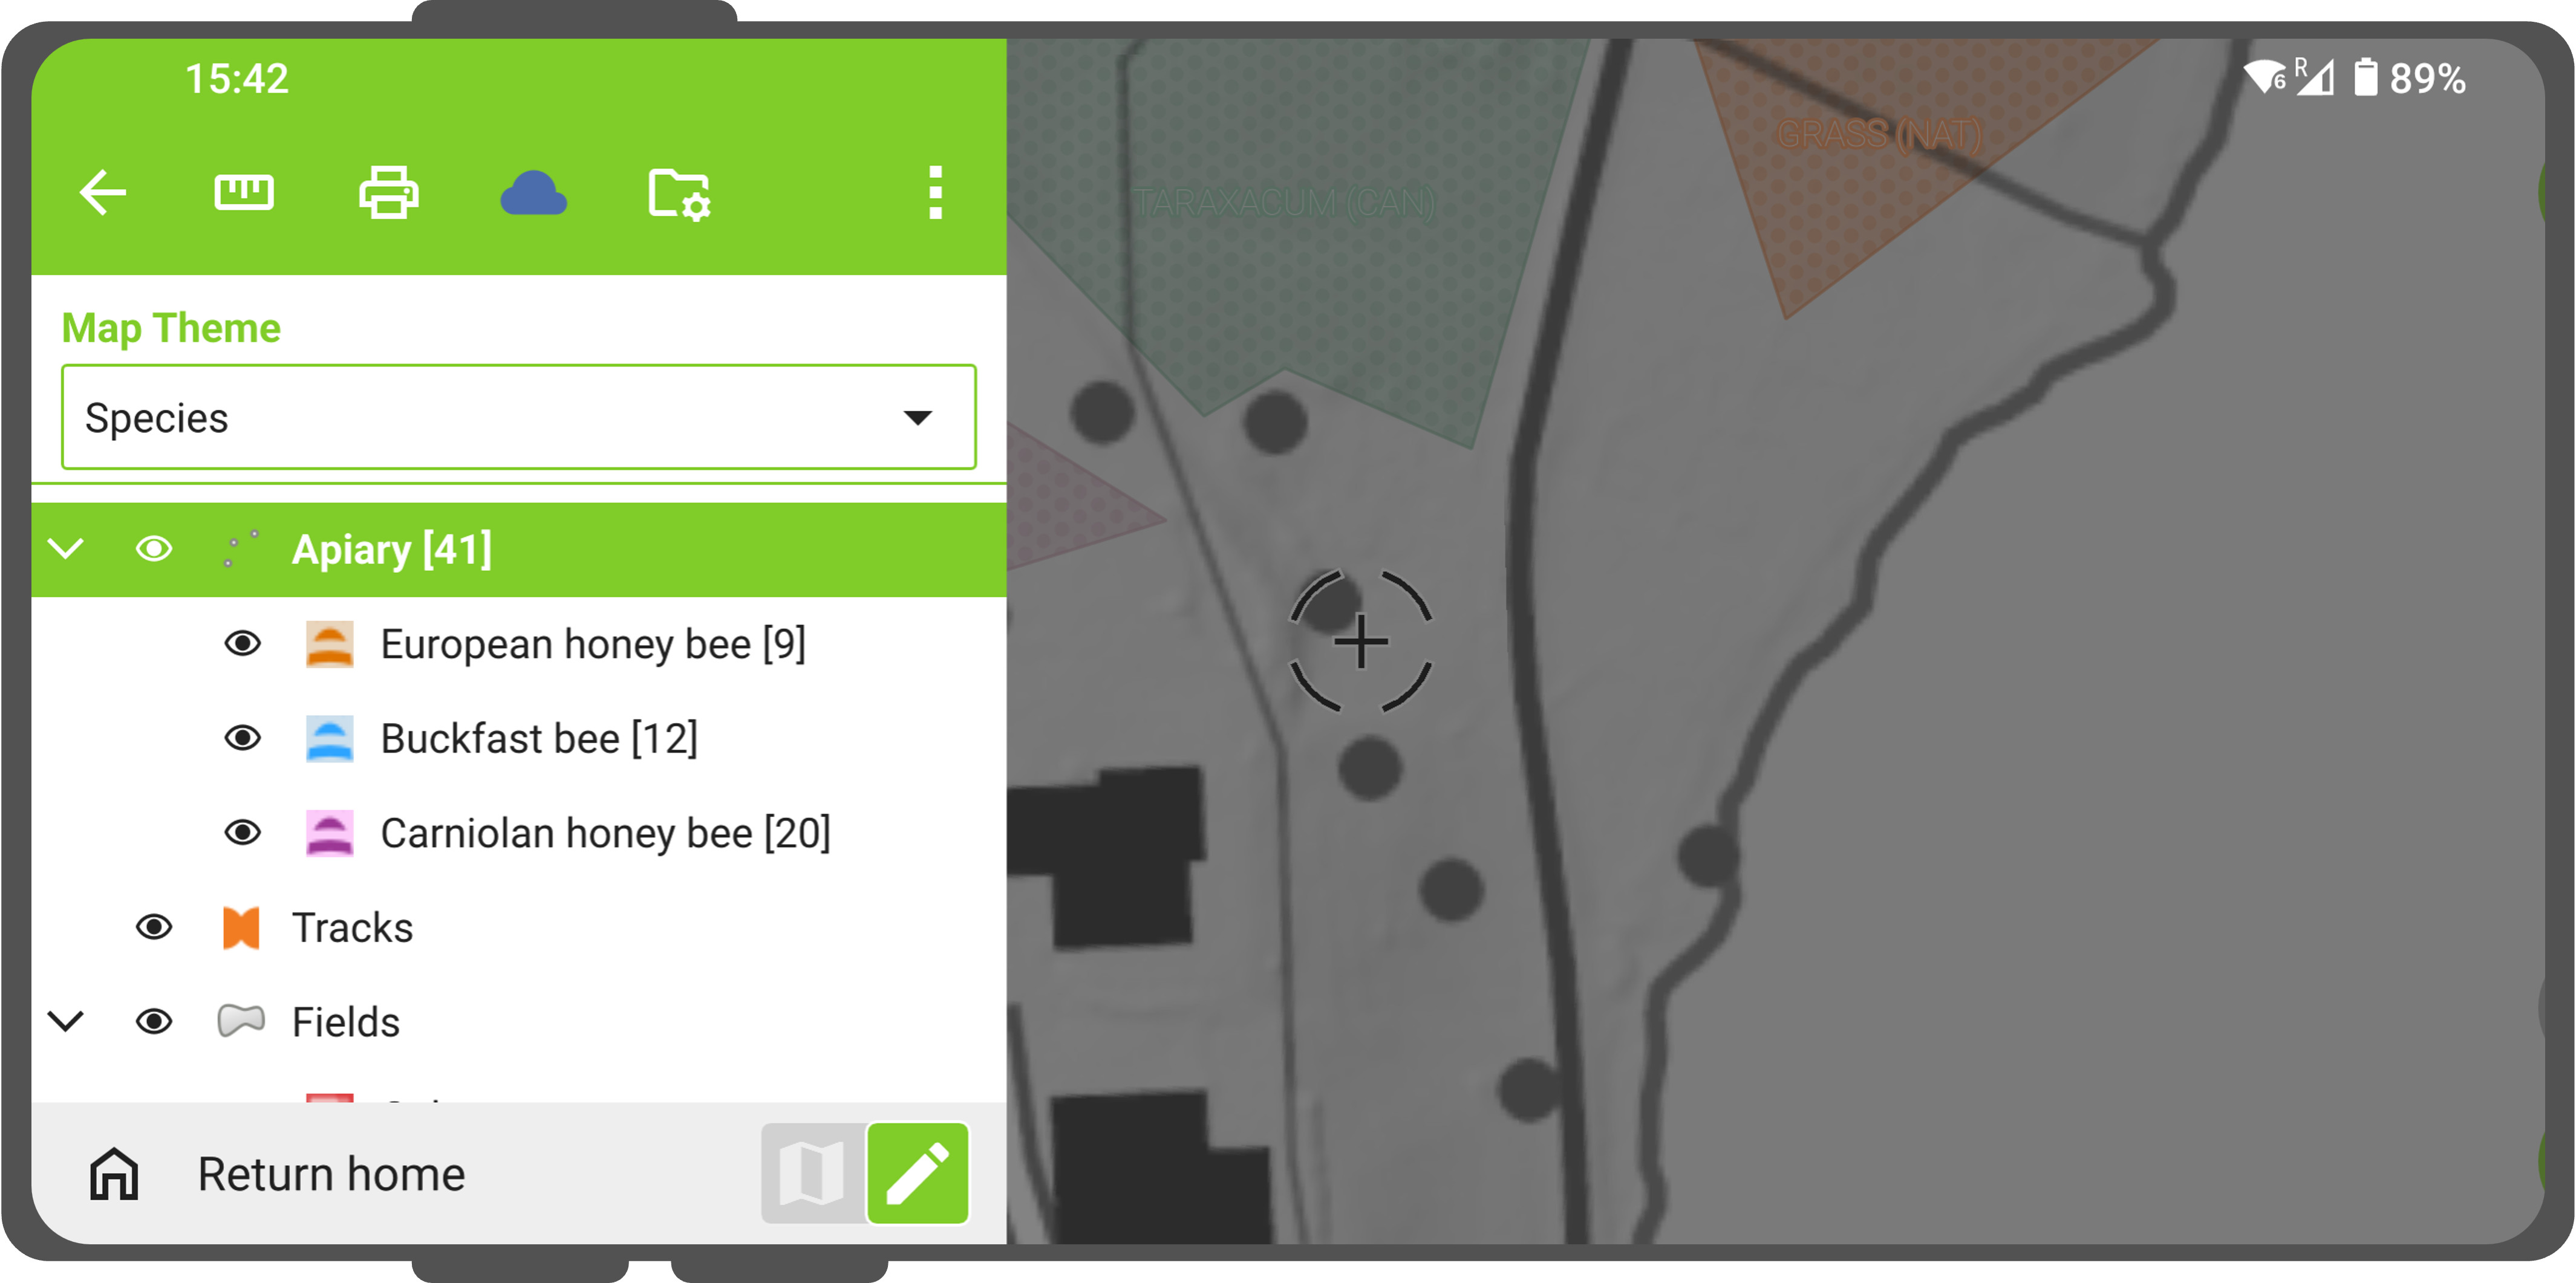 15:42
R
6
89%
Map Theme
Species
Apiary [41]
European honey bee [9]
Buckfast bee [12]
Carniolan honey bee [20]
Tracks
Fields
Return home
TARAXACUM (CAN)
GRASS (NAT)